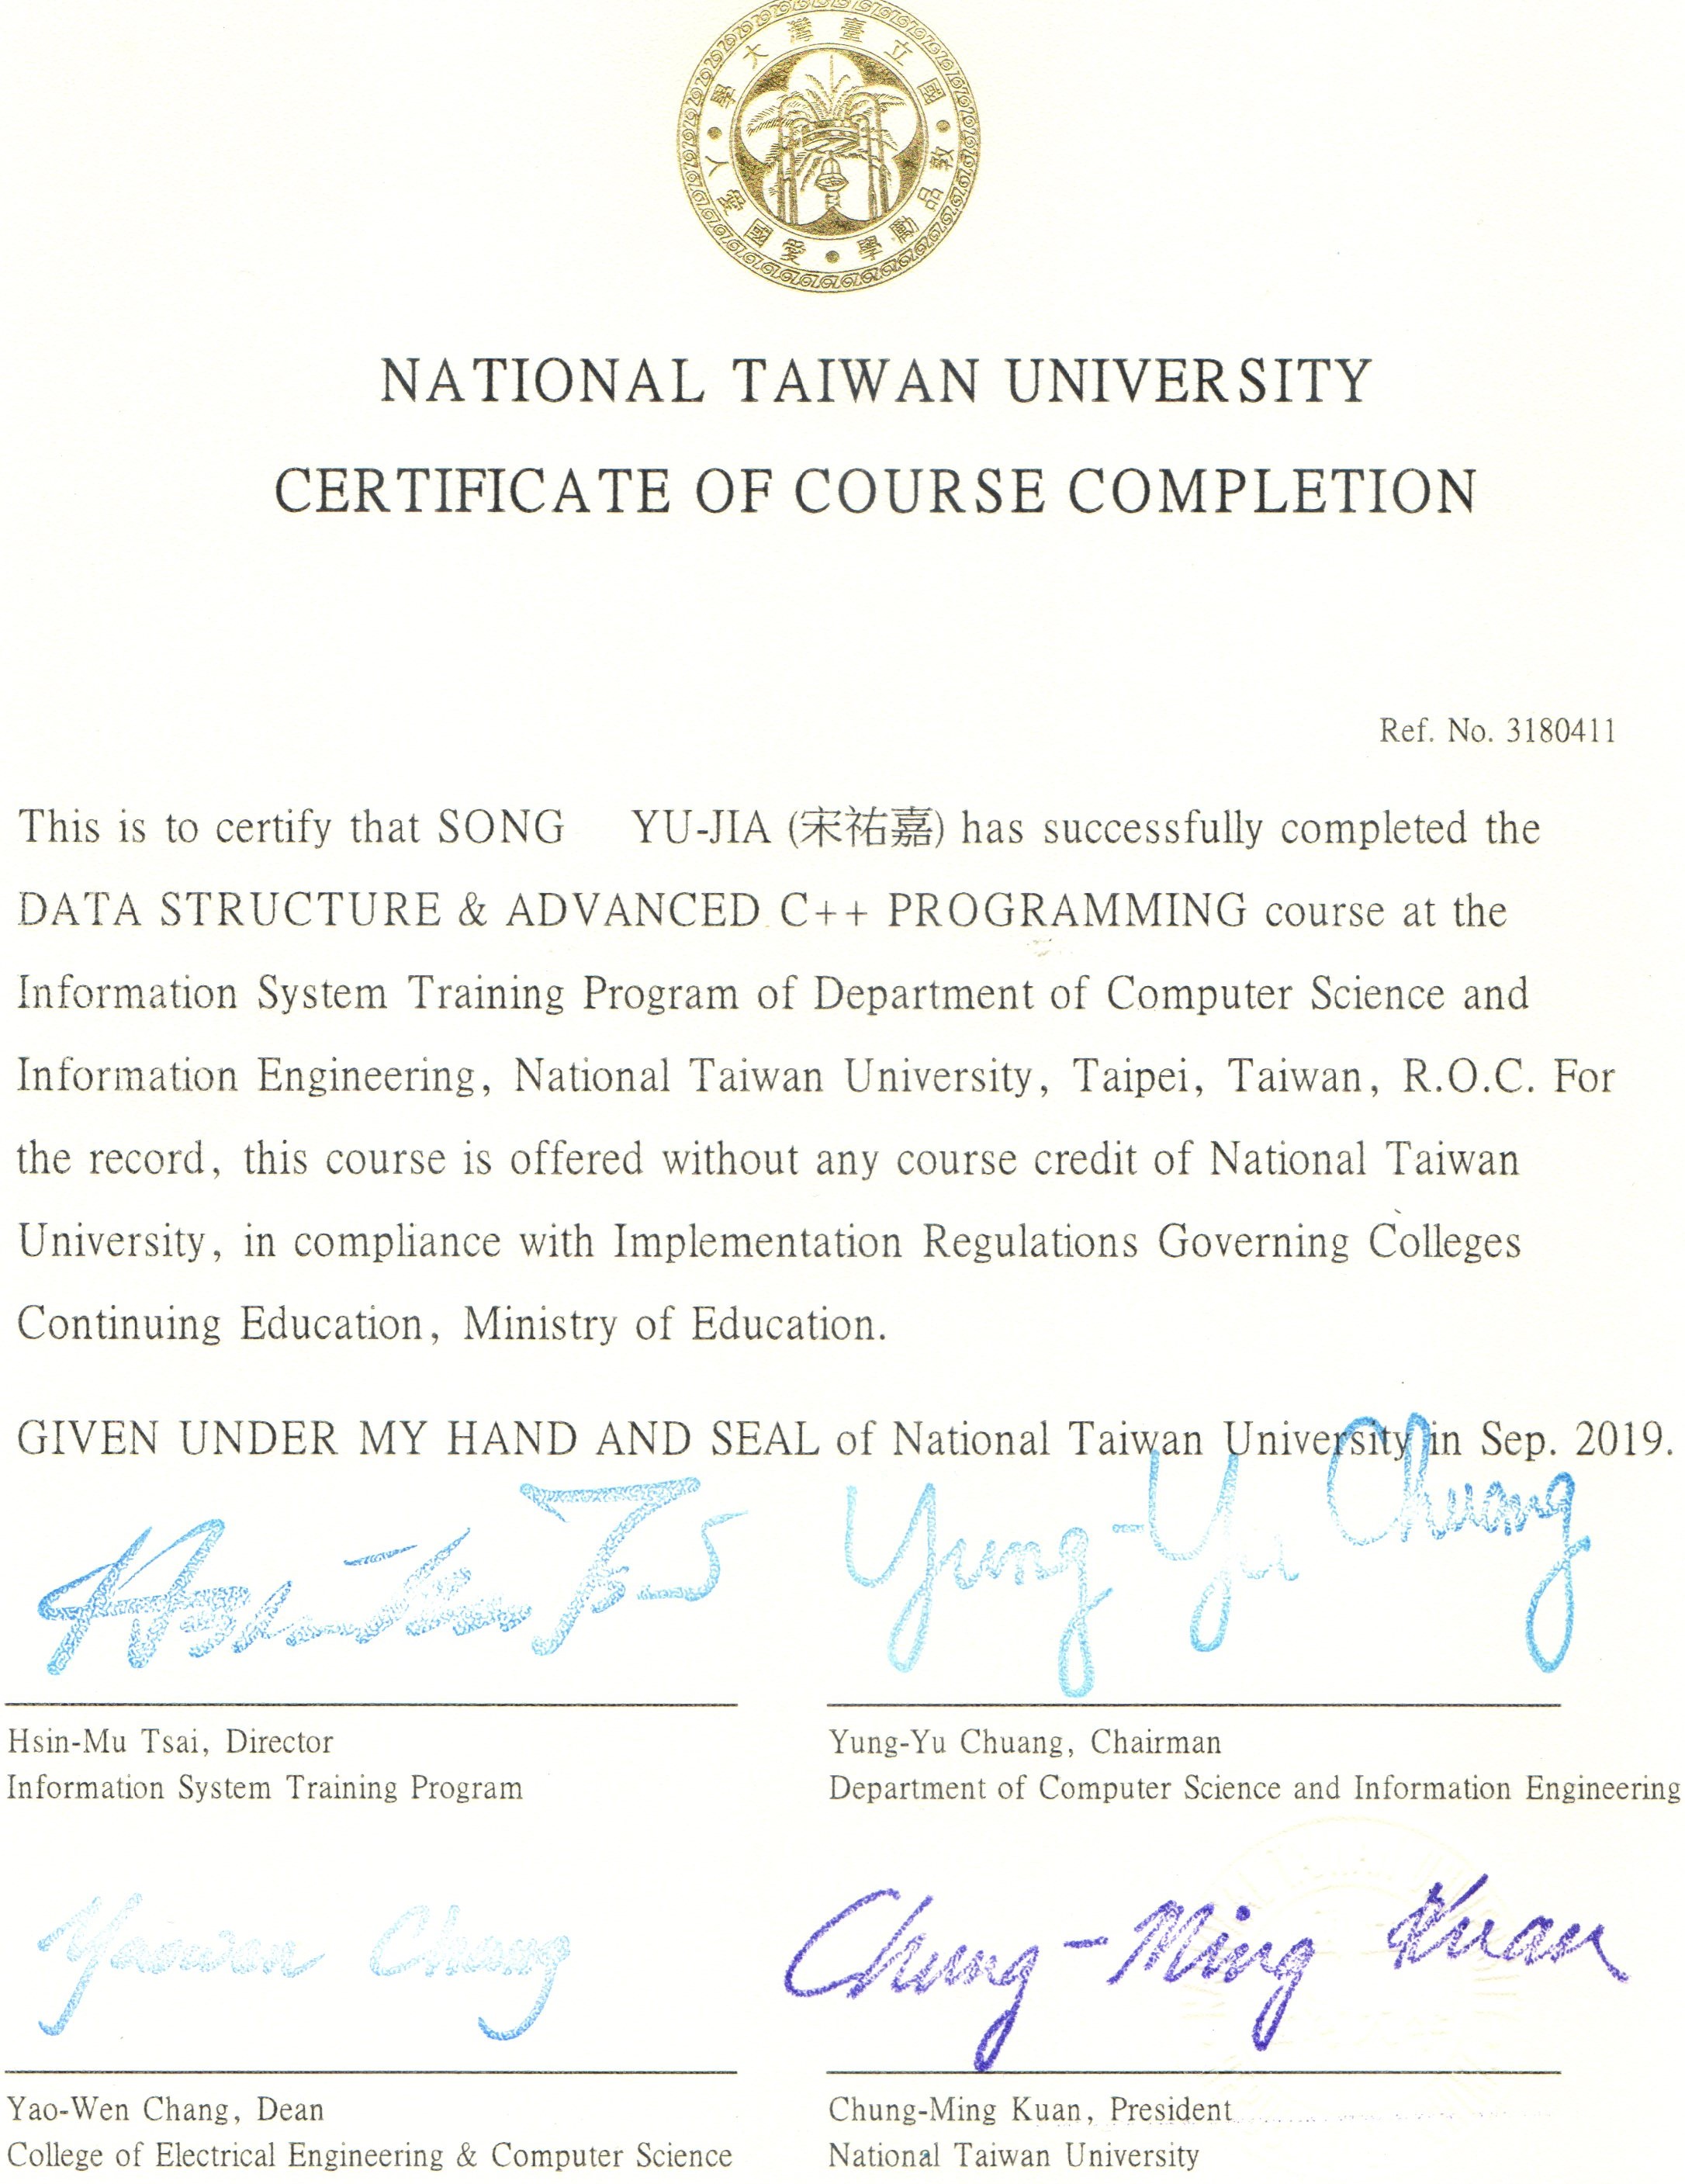 國立臺灣大學
敦品勵學 • 愛國愛人
NATIONAL TAIWAN UNIVERSITY
CERTIFICATE OF COURSE COMPLETION
Ref. No. 3180411
This is to certify that SONG YU-JIA (宋祐嘉) has successfully completed the
DATA STRUCTURE & ADVANCED C++ PROGRAMMING course at the
Information System Training Program of Department of Computer Science and
Information Engineering, National Taiwan University, Taipei, Taiwan, R.O.C. For
the record, this course is offered without any course credit of National Taiwan
University, in compliance with Implementation Regulations Governing Colleges
Continuing Education, Ministry of Education.
GIVEN UNDER MY HAND AND SEAL of National Taiwan University in Sep. 2019.
Yung-Yu Chuang
Hsin-Mu Tsai, Director
Information System Training Program
Yung-Yu Chuang, Chairman
Department of Computer Science and Information Engineering
Yaowen Chang
Chung-Ming Kuan
Yao-Wen Chang, Dean
College of Electrical Engineering & Computer Science
Chung-Ming Kuan, President
National Taiwan University